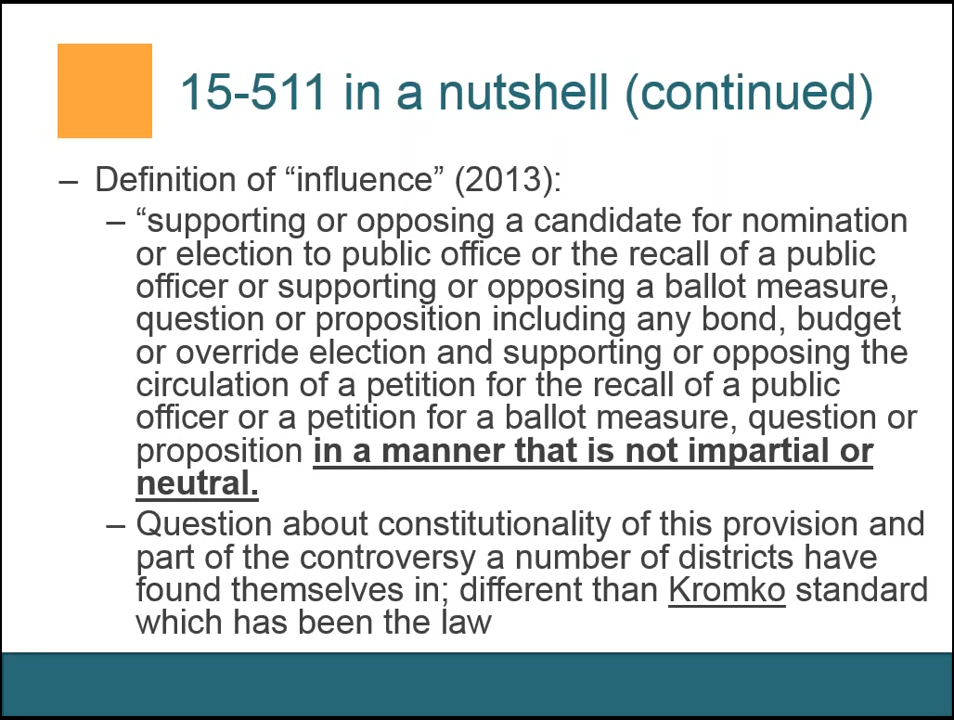 15-511 in a nutshell (continued)
– Definition of “influence” (2013):
– “supporting or opposing a candidate for nomination
or election to public office or the recall of a public
officer or supporting or opposing a ballot measure,
question or proposition including any bond, budget
or override election and supporting or opposing the
circulation of a petition for the recall of a public
officer or a petition for a ballot measure, question or
proposition in a manner that is not impartial or
neutral.
– Question about constitutionality of this provision and
part of the controversy a number of districts have
found themselves in; different than Kromko standard
which has been the law